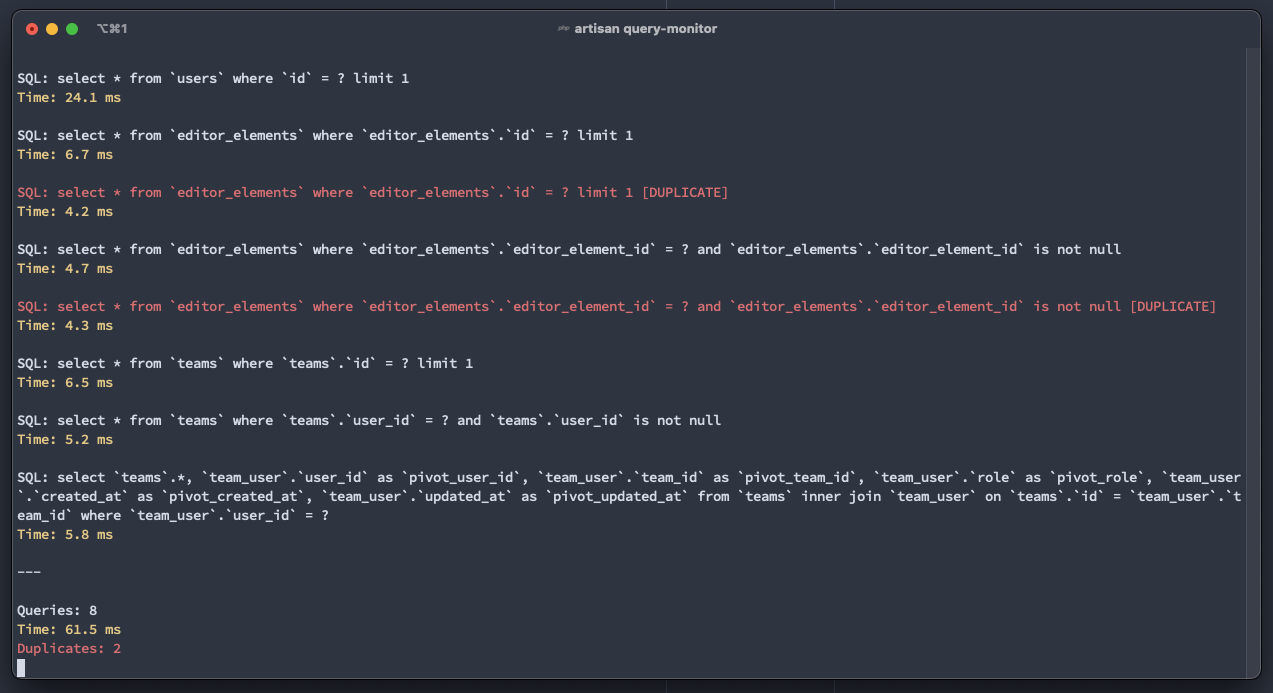 ⌥⌘1
php artisan query-monitor
SQL: select * from `users` where `id` = ? limit 1
Time: 24.1 ms
SQL: select * from `editor_elements` where `editor_elements`.`id` = ? limit 1
Time: 6.7 ms
SQL: select * from `editor_elements` where `editor_elements`.`id` = ? limit 1 [DUPLICATE]
Time: 4.2 ms
SQL: select * from `editor_elements` where `editor_elements`.`editor_element_id` = ? and `editor_elements`.`editor_element_id` is not null
Time: 4.7 ms
SQL: select * from `editor_elements` where `editor_elements`.`editor_element_id` = ? and `editor_elements`.`editor_element_id` is not null [DUPLICATE]
Time: 4.3 ms
SQL: select * from `teams` where `teams`.`id` = ? limit 1
Time: 6.5 ms
SQL: select * from `teams` where `teams`.`user_id` = ? and `teams`.`user_id` is not null
Time: 5.2 ms
SQL: select `teams`.*, `team_user`.`user_id` as `pivot_user_id`, `team_user`.`team_id` as `pivot_team_id`, `team_user`.`role` as `pivot_role`, `team_user
`.`created_at` as `pivot_created_at`, `team_user`.`updated_at` as `pivot_updated_at` from `teams` inner join `team_user` on `teams`.`id` = `team_user`.`t
eam_id` where `team_user`.`user_id` = ?
Time: 5.8 ms
---
Queries: 8
Time: 61.5 ms
Duplicates: 2